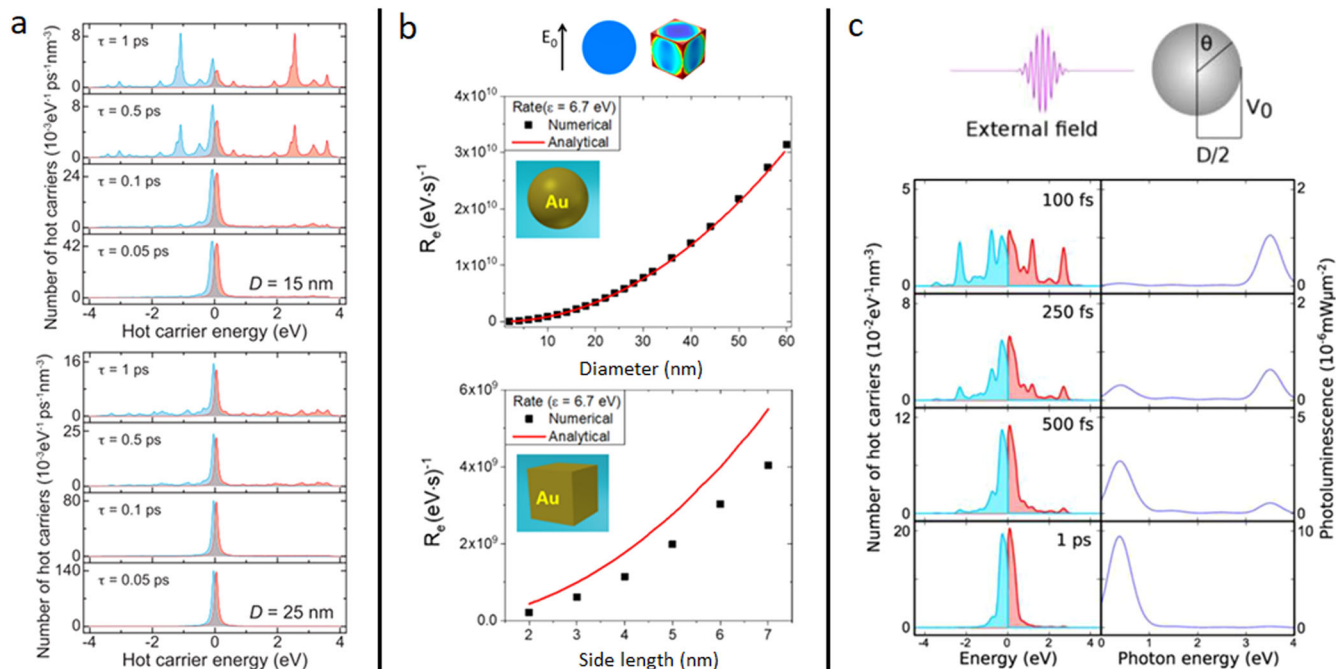 a
Number of hot carriers (10⁻³eV⁻¹ ps⁻¹nm⁻³)
8
0
τ = 1 ps
8
0
τ = 0.5 ps
24
0
τ = 0.1 ps
42
0
τ = 0.05 ps
D = 15 nm
-4 -2 0 2 4
Hot carrier energy (eV)
Number of hot carriers (10⁻³eV⁻¹ ps⁻¹nm⁻³)
16
0
τ = 1 ps
25
0
τ = 0.5 ps
80
0
τ = 0.1 ps
140
0
τ = 0.05 ps
D = 25 nm
-4 -2 0 2 4
Hot carrier energy (eV)
b
E₀
4x10¹⁰
3x10¹⁰
2x10¹⁰
1x10¹⁰
0
Rₑ(eV·s)⁻¹
Rate(ε = 6.7 eV)
Numerical
Analytical
Au
10 20 30 40 50 60
Diameter (nm)
6x10⁹
4x10⁹
2x10⁹
0.0
Rₑ(eV·s)⁻¹
Rate (ε = 6.7 eV)
Numerical
Analytical
Au
2 3 4 5 6 7
Side length (nm)
c
External field
θ
V₀
D/2
Number of hot carriers (10⁻²eV⁻¹nm⁻³)
5
0
100 fs
2
1
0
8
0
250 fs
2
1
0
12
0
500 fs
5
0
20
0
1 ps
10
5
0
Photoluminescence (10⁻⁶mWμm⁻²)
-4 -2 0 2 4
Energy (eV)
0 1 2 3 4
Photon energy (eV)